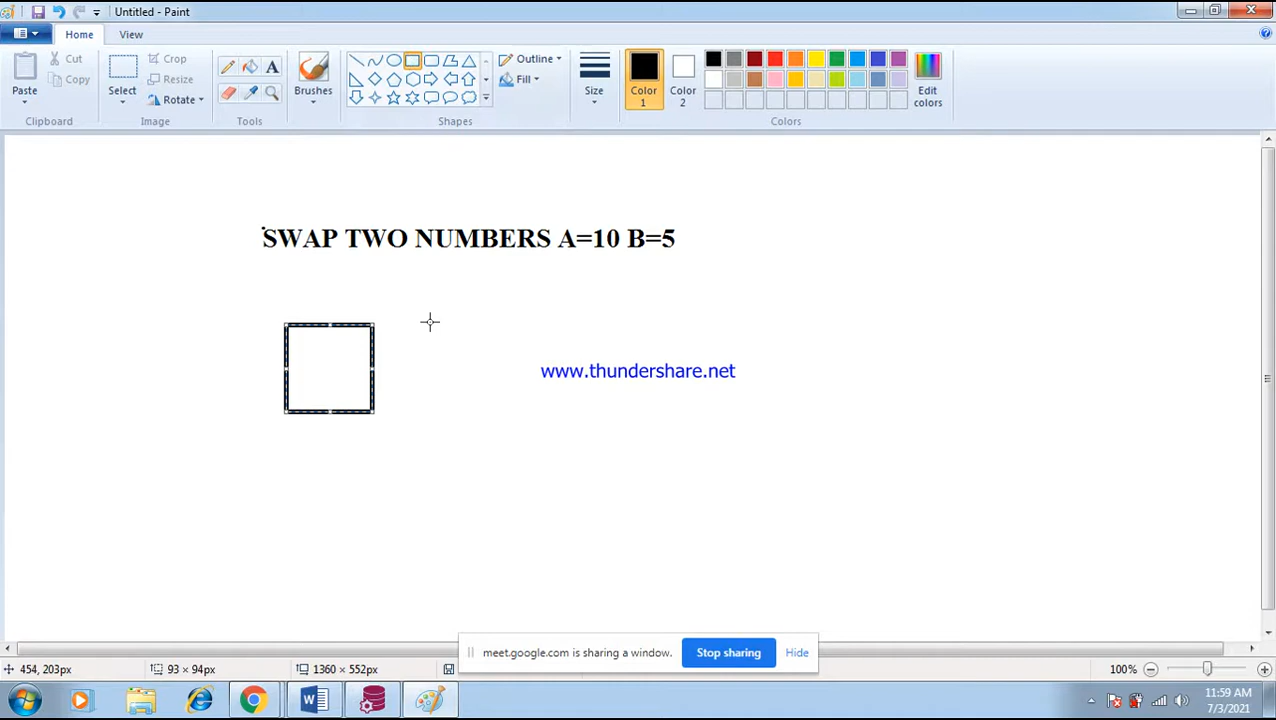 Untitled - Paint
Home View
Paste
Cut
Copy
Clipboard
Select
Crop
Resize
Rotate
Image
A
Tools
Brushes
Shapes
Outline
Fill
Size
Color 1
Color 2
Edit colors
Colors
SWAP TWO NUMBERS A=10 B=5
www.thundershare.net
meet.google.com is sharing a window. Stop sharing Hide
454, 203px 93 × 94px 1360 × 552px 100%
11:59 AM
7/3/2021